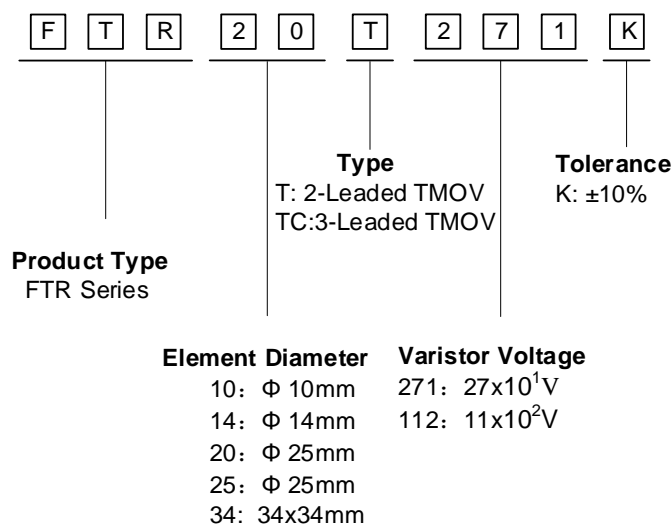 F T R 2 0 T 2 7 1 K
Type
T: 2-Leaded TMOV
TC:3-Leaded TMOV
Tolerance
K: ±10%
Product Type
FTR Series
Element Diameter
10：Φ 10mm
14：Φ 14mm
20：Φ 25mm
25：Φ 25mm
34: 34x34mm
Varistor Voltage
271：27x10¹V
112：11x10²V